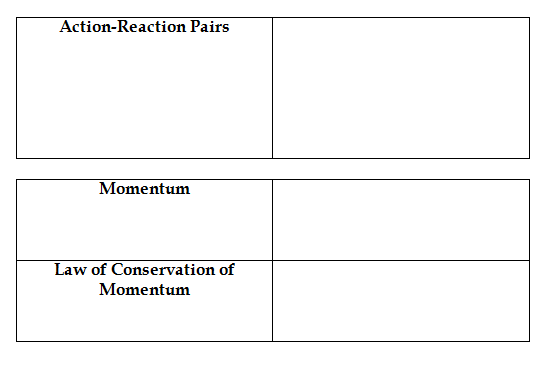 Action-Reaction Pairs
Momentum
Law of Conservation of
Momentum